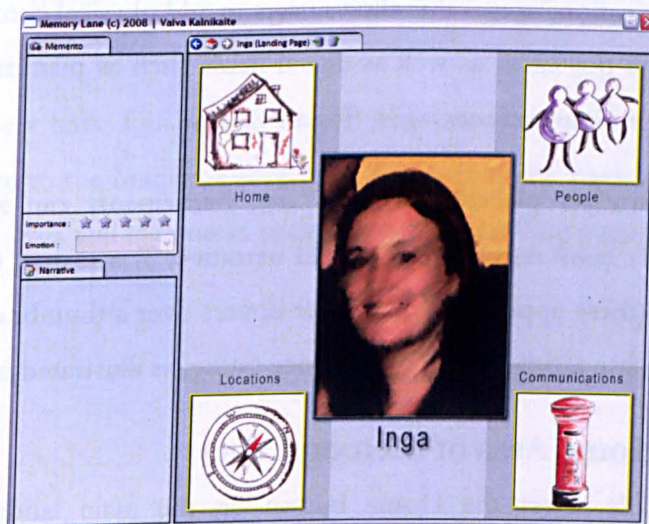 Memory Lane (c) 2008 | Vaiva Kalnikaite
Memento
Inga (Landing Page)
Home
People
Importance :
Emotion :
Narrative
Locations
Communications
Inga